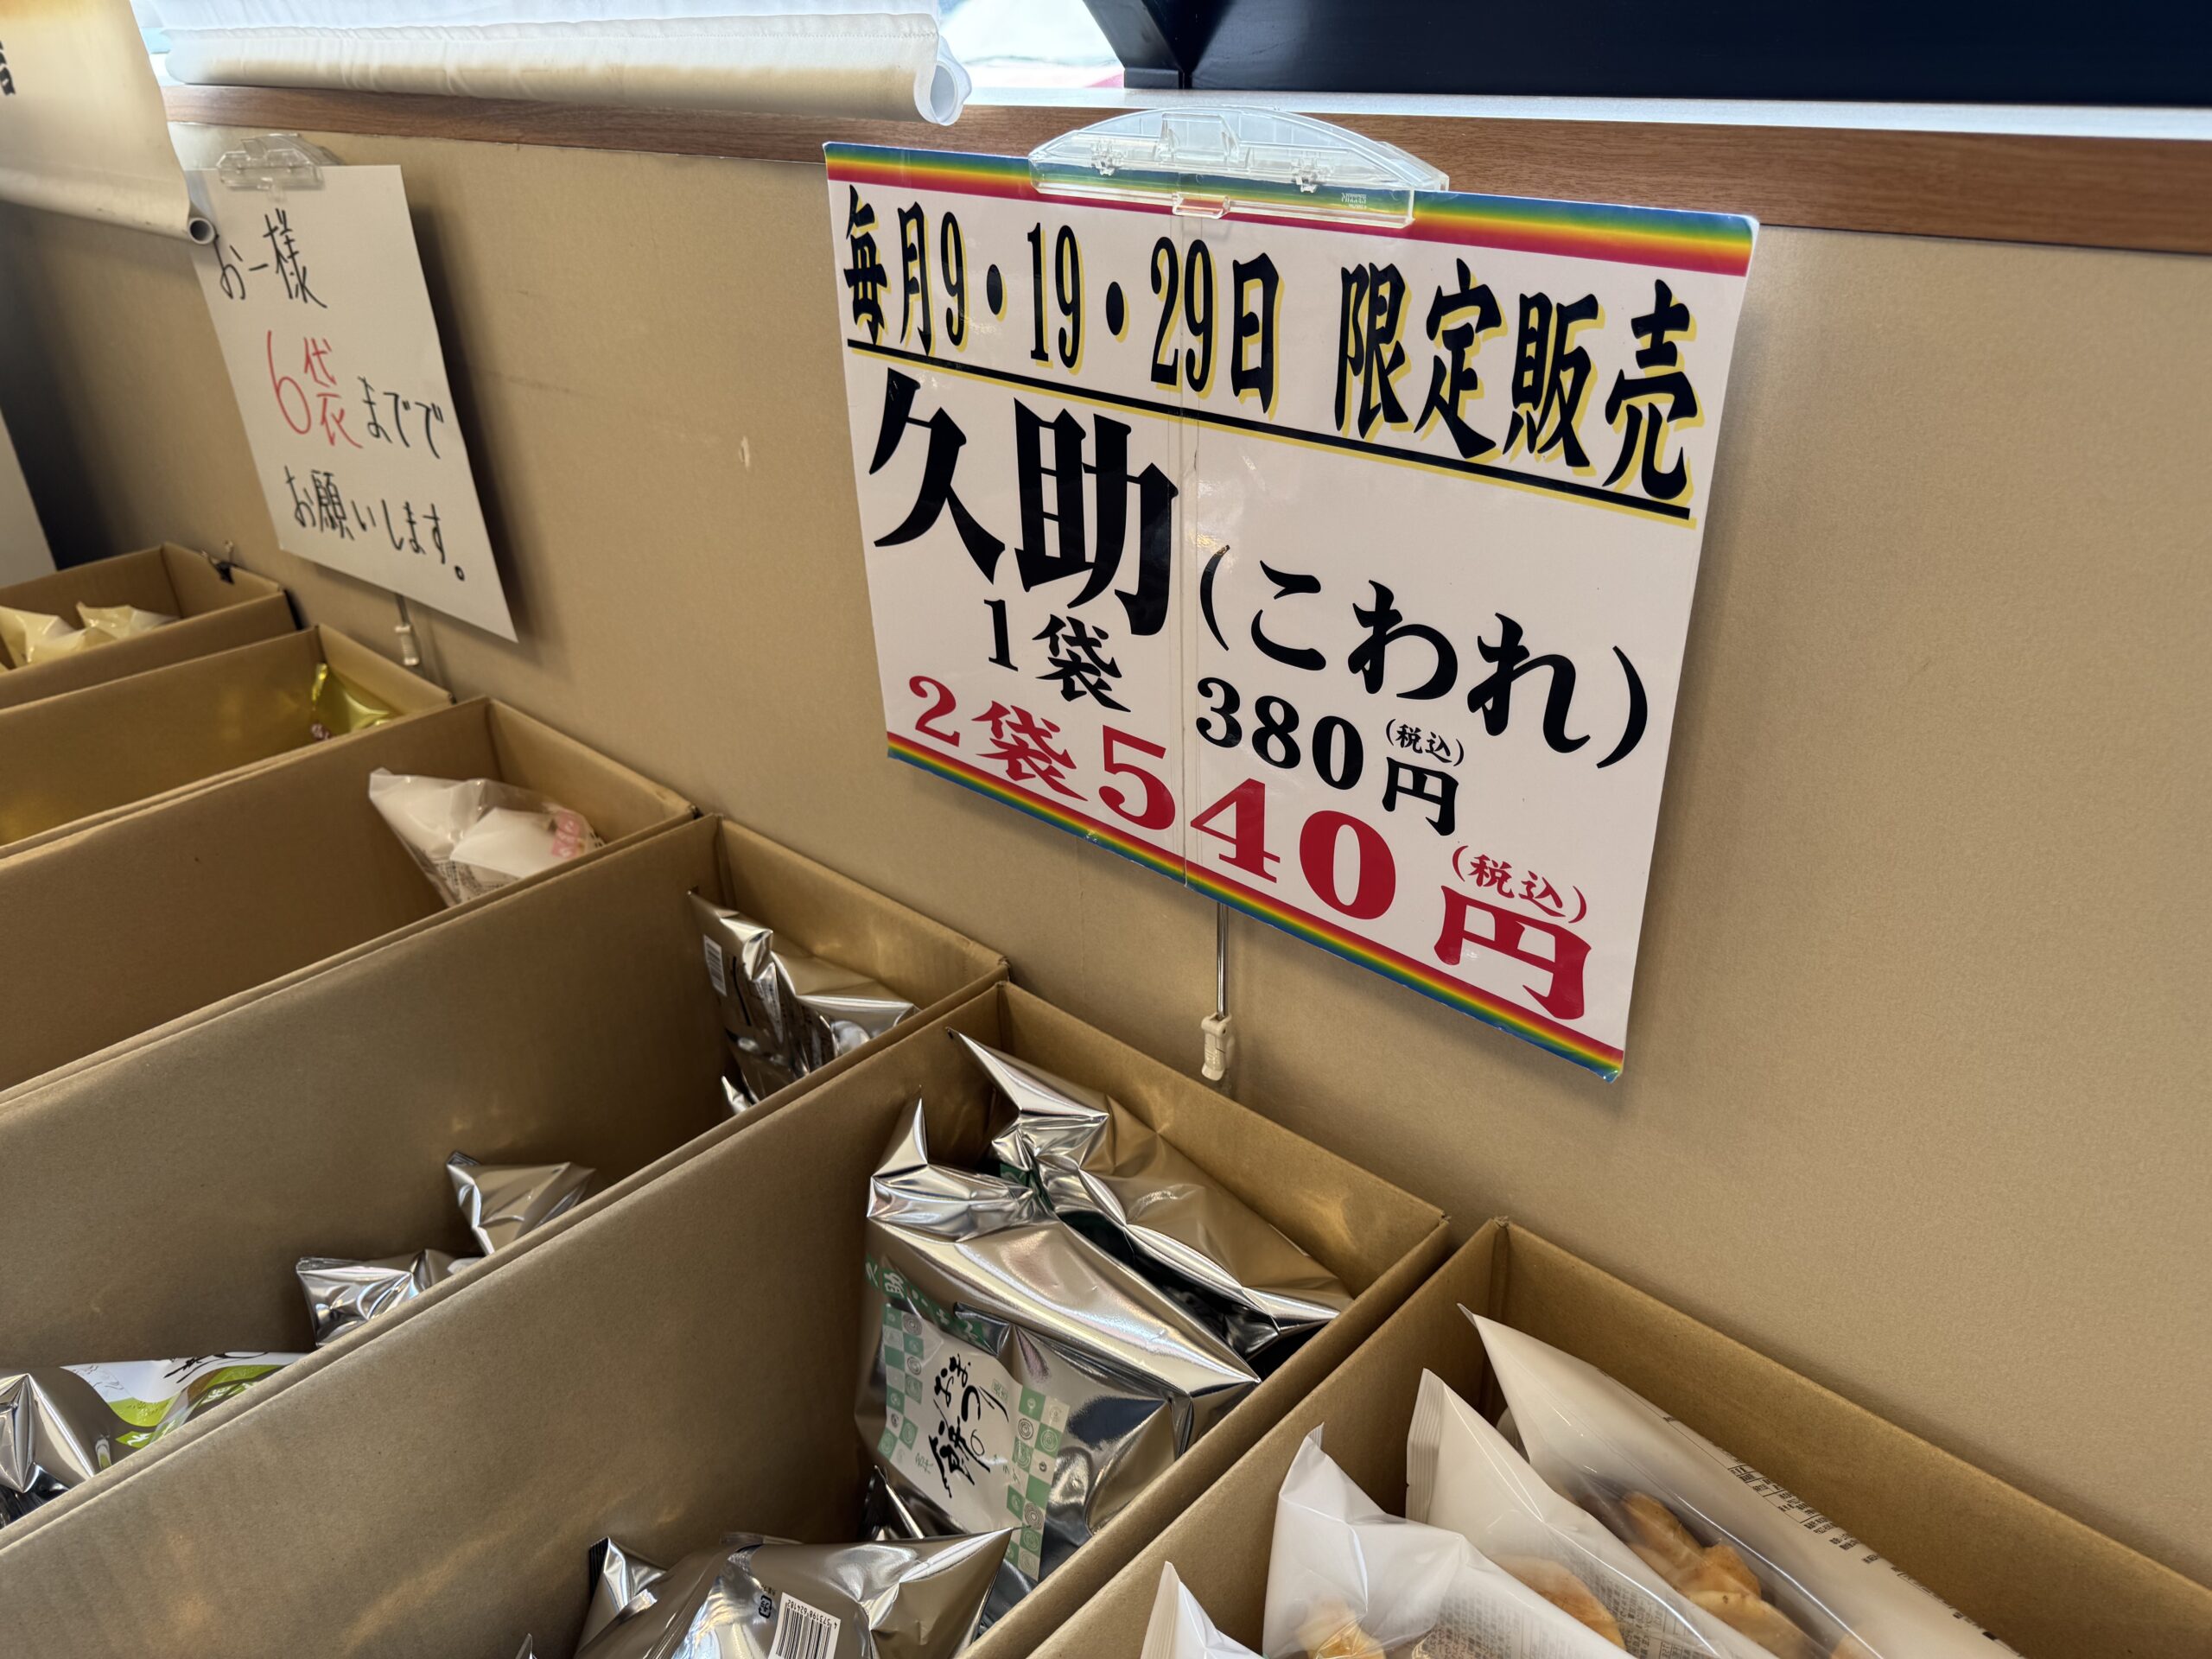 お一様
6袋までで
お願いします。
毎月9・19・29日 限定販売
久助(こわれ)
1袋 380円(税込)
2袋540円(税込)
4573198624182